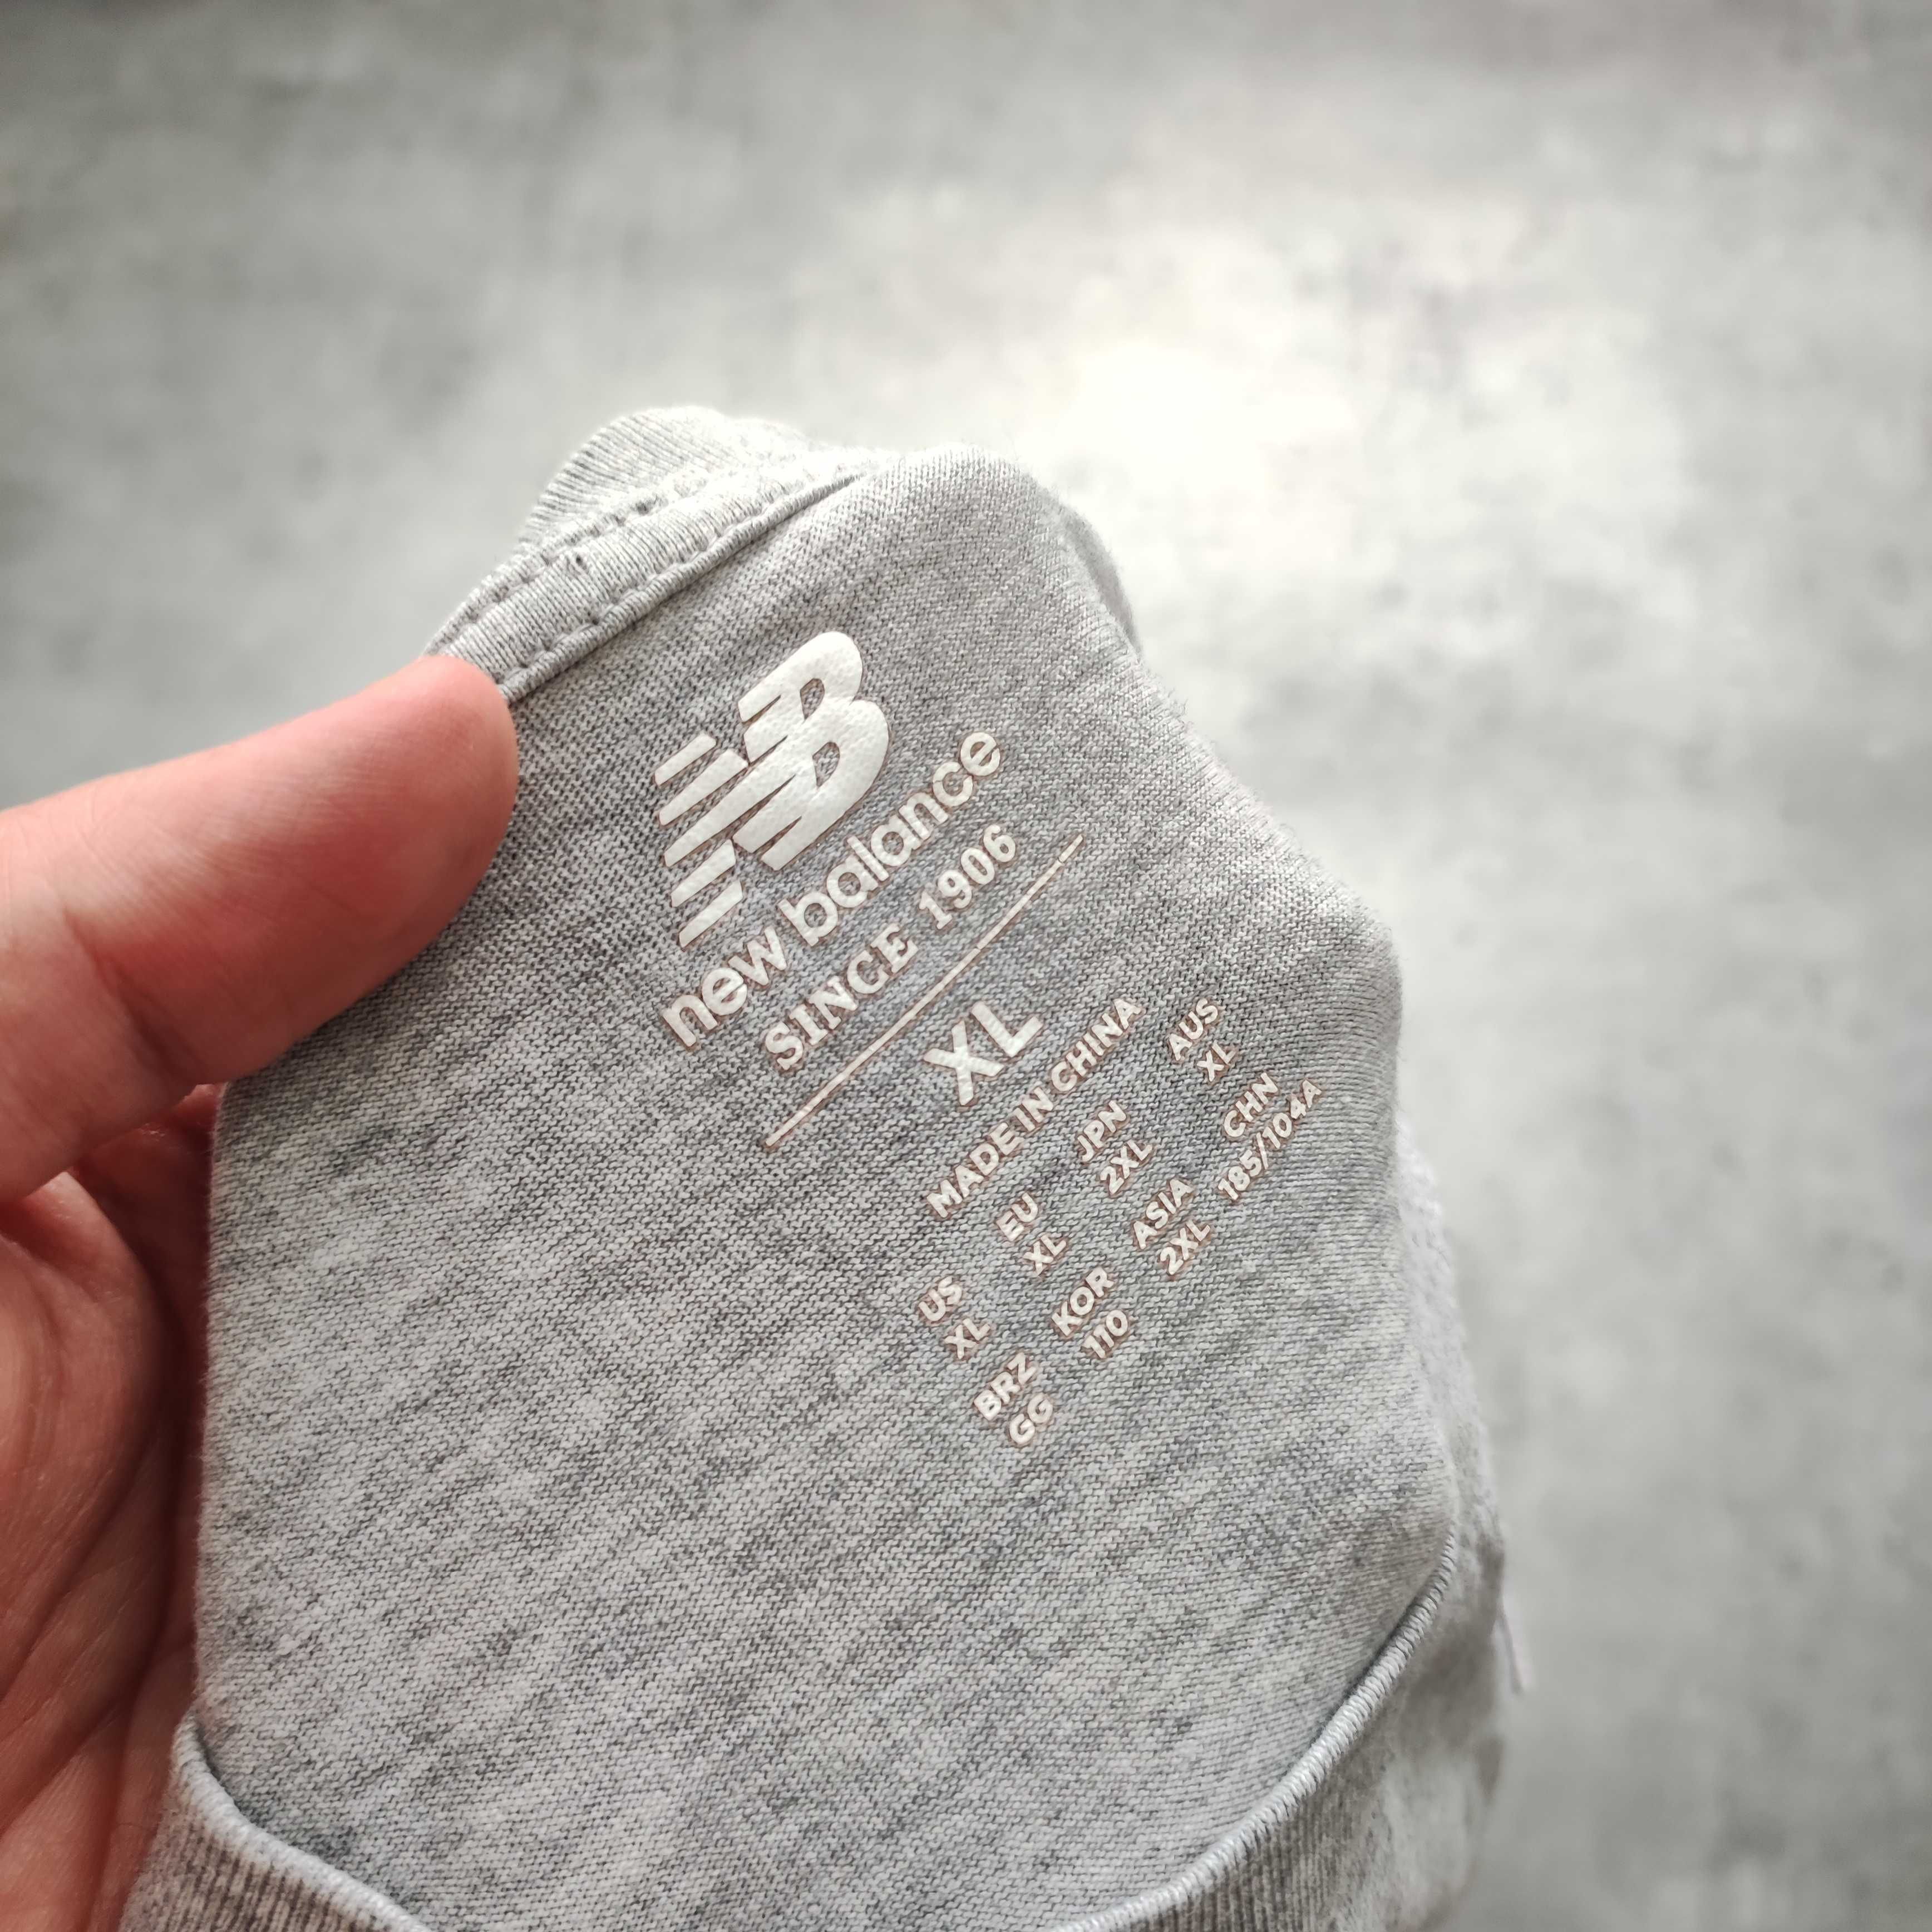 NB
new balance
SINCE 1906
XL
MADE IN CHINA
US EU JPN AUS
XL XL 2XL XL
BRZ KOR ASIA CHN
GG 110 2XL 185/104A